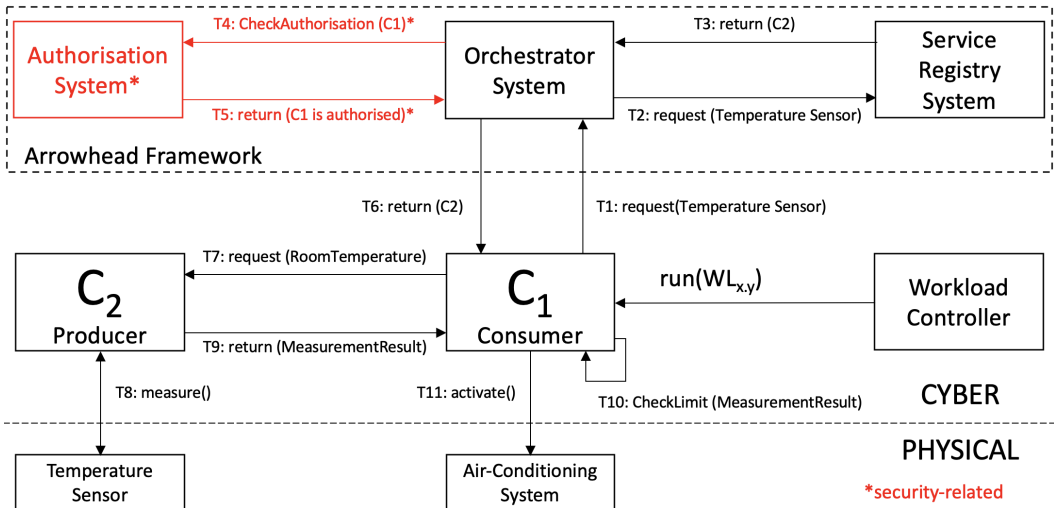 T4: CheckAuthorisation (C1)*
T3: return (C2)
Authorisation
System*
Orchestrator
System
Service
Registry
System
T5: return (C1 is authorised)*
T2: request (Temperature Sensor)
Arrowhead Framework
T6: return (C2)
T1: request(Temperature Sensor)
T7: request (RoomTemperature)
C2
Producer
C1
Consumer
run(WLx.y)
Workload
Controller
T9: return (MeasurementResult)
T8: measure()
T11: activate()
T10: CheckLimit (MeasurementResult)
CYBER
PHYSICAL
Temperature
Sensor
Air-Conditioning
System
*security-related